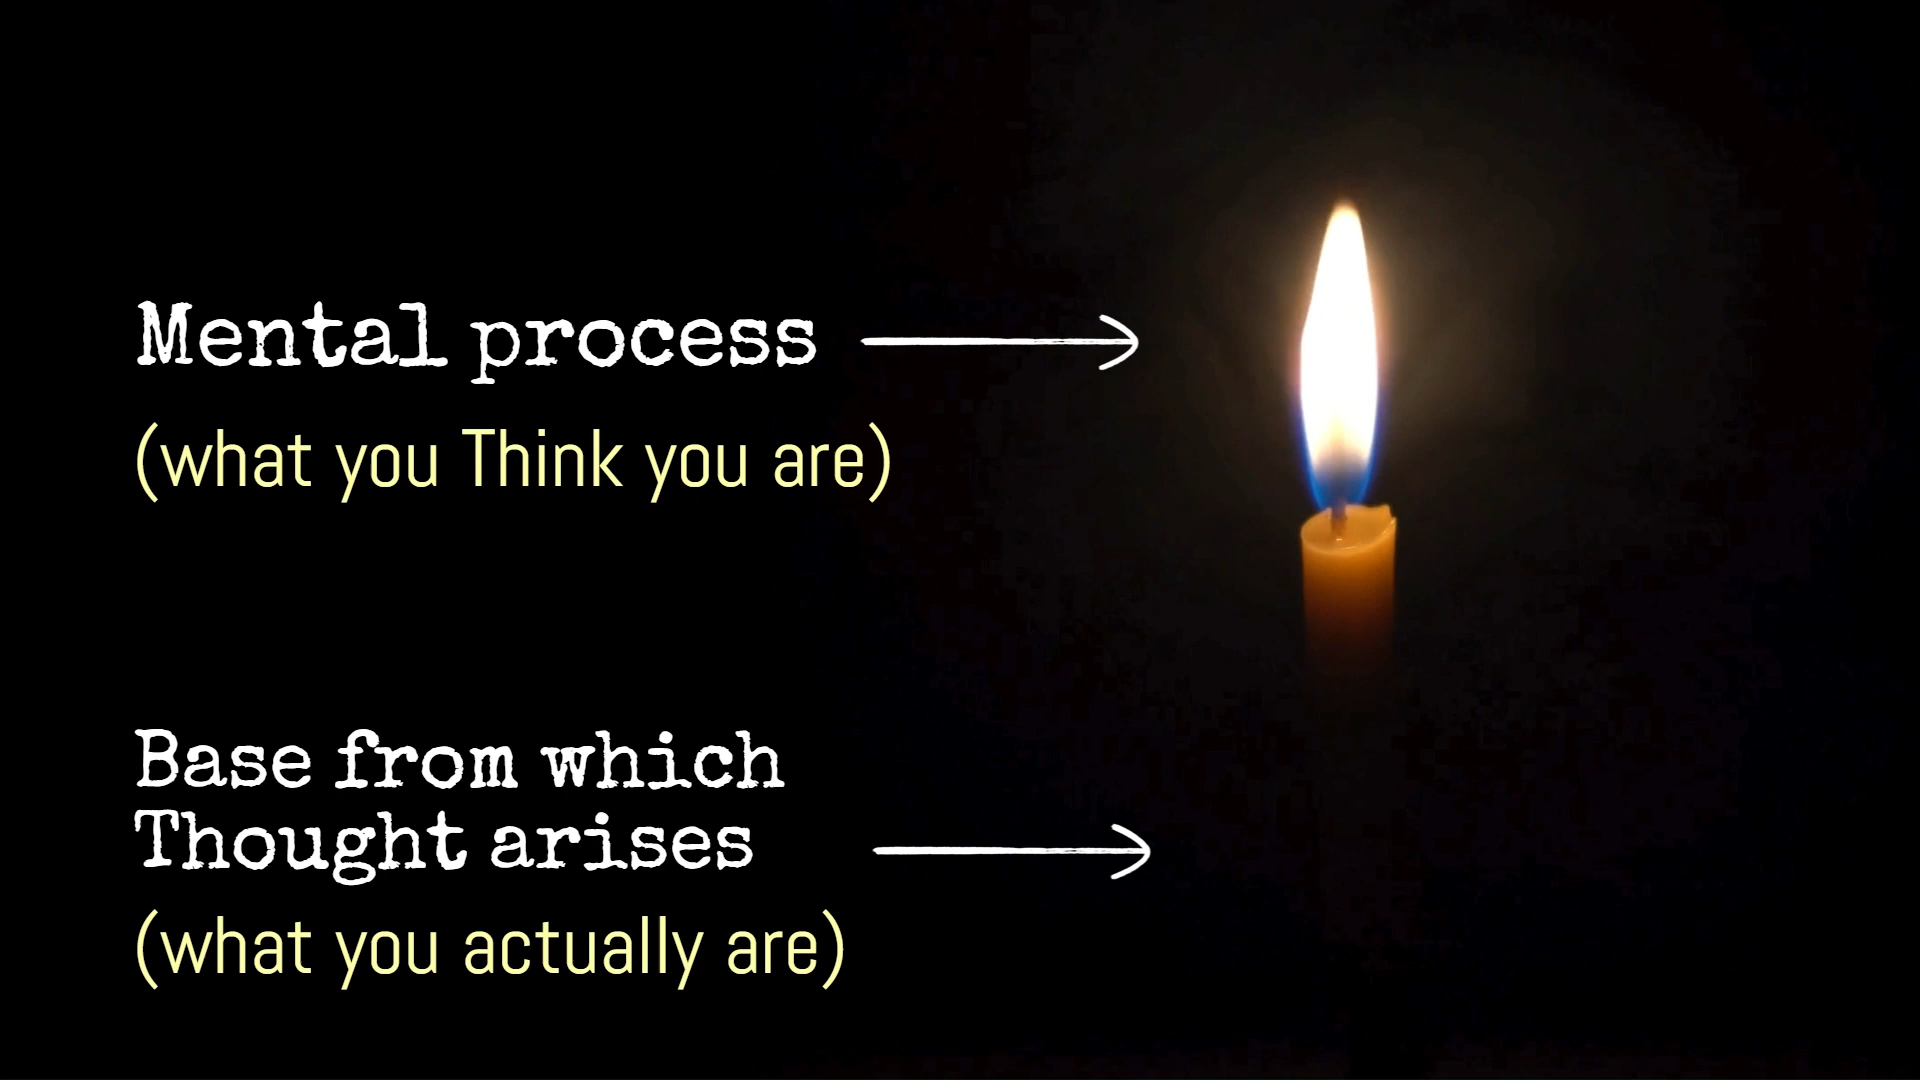 Mental process
(what you Think you are)
Base from which
Thought arises
(what you actually are)